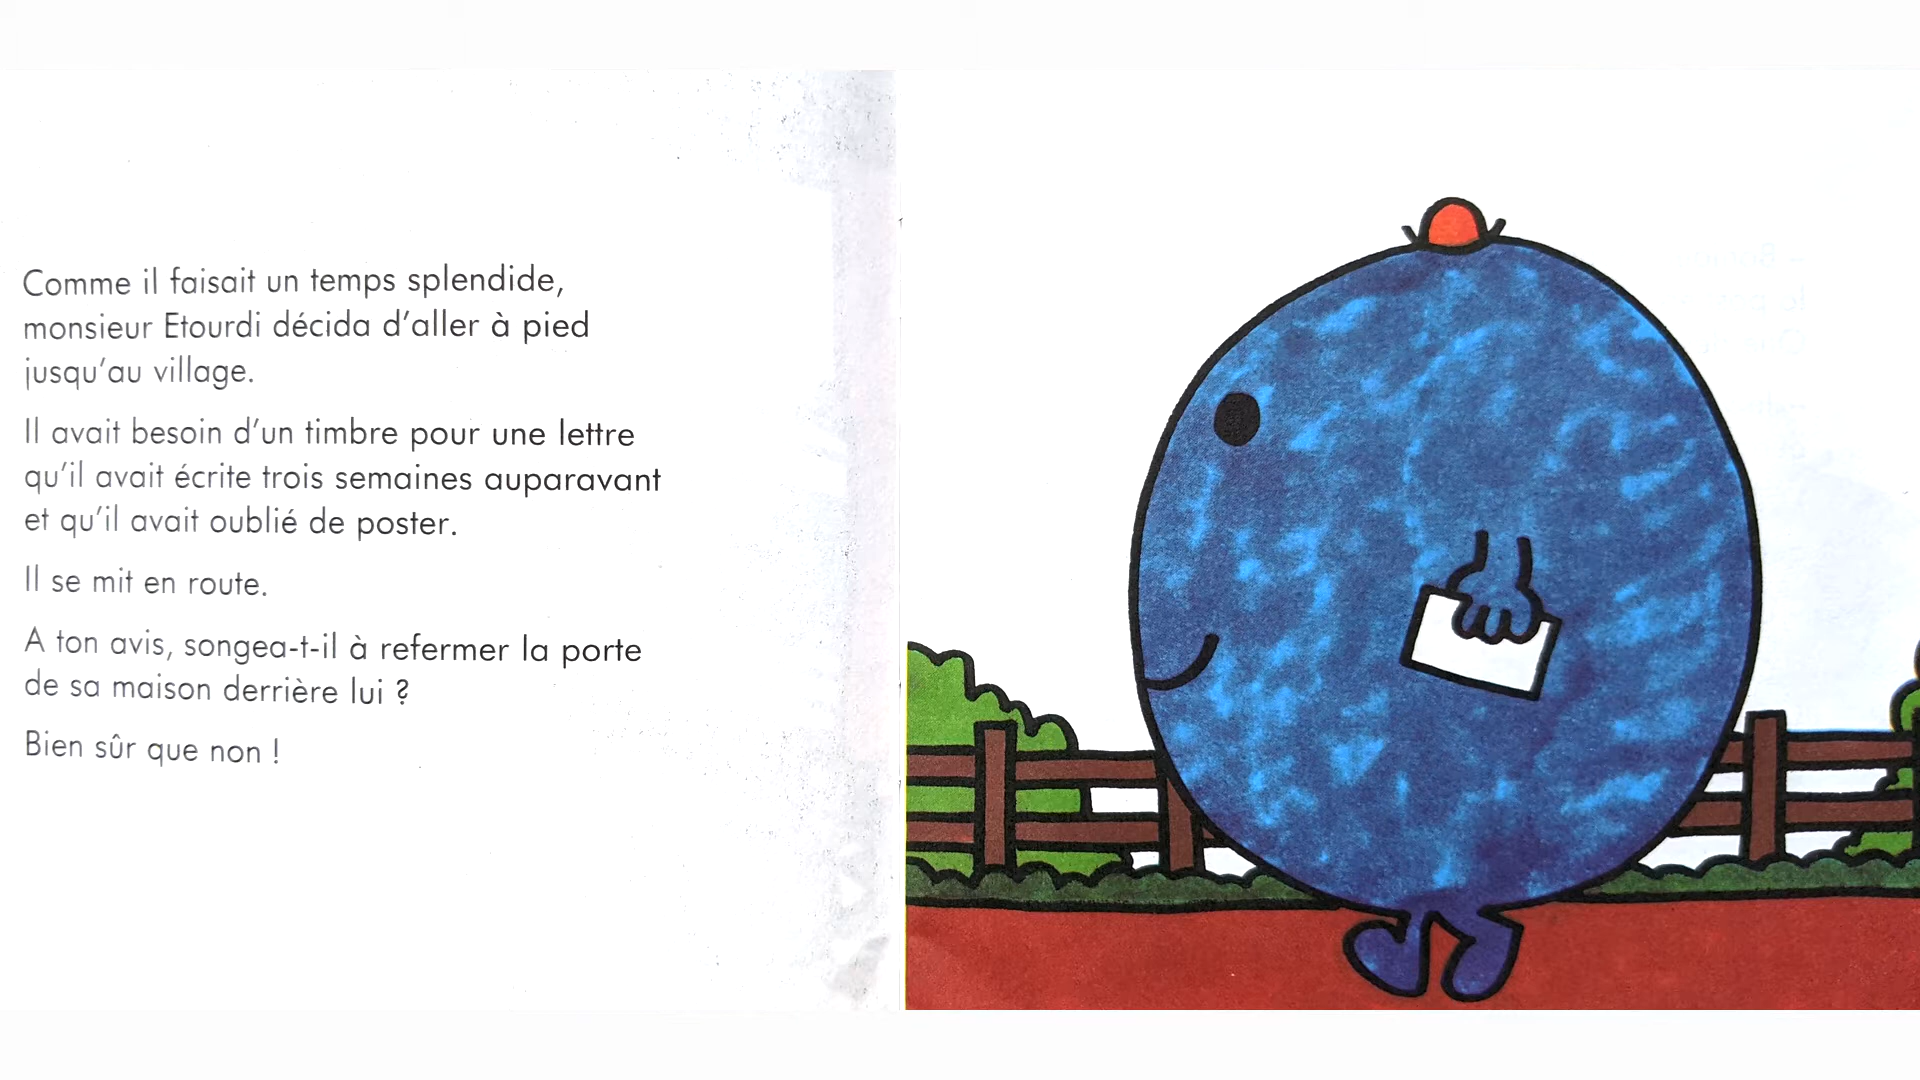 Comme il faisait un temps splendide,
monsieur Etourdi décida d'aller à pied
jusqu'au village.
Il avait besoin d'un timbre pour une lettre
qu'il avait écrite trois semaines auparavant
et qu'il avait oublié de poster.
Il se mit en route.
A ton avis, songea-t-il à refermer la porte
de sa maison derrière lui ?
Bien sûr que non !